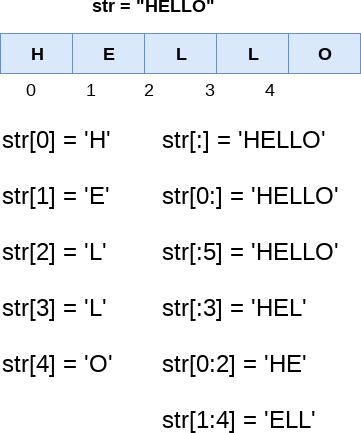 str = "HELLO"
H E L L O
0 1 2 3 4
str[0] = 'H' str[:] = 'HELLO'
str[1] = 'E' str[0:] = 'HELLO'
str[2] = 'L' str[:5] = 'HELLO'
str[3] = 'L' str[:3] = 'HEL'
str[4] = 'O' str[0:2] = 'HE'
str[1:4] = 'ELL'